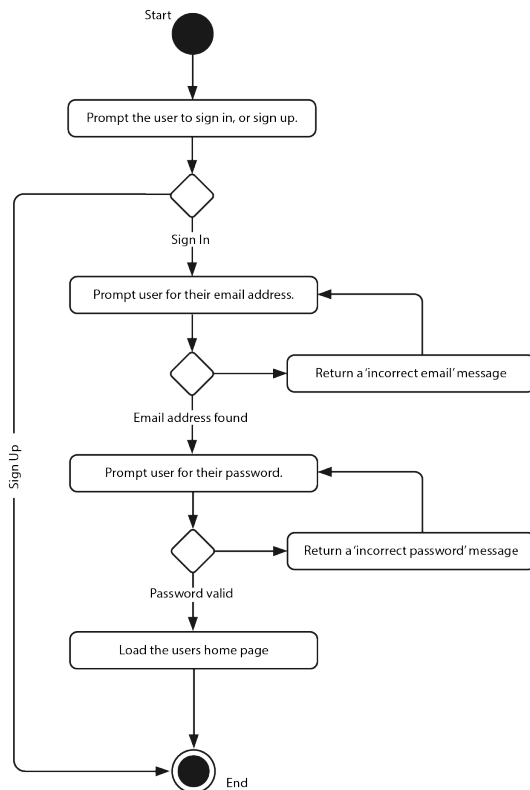 Start
Prompt the user to sign in, or sign up.
Sign In
Prompt user for their email address.
Return a ‘incorrect email’ message
Email address found
Sign Up
Prompt user for their password.
Return a ‘incorrect password’ message
Password valid
Load the users home page
End